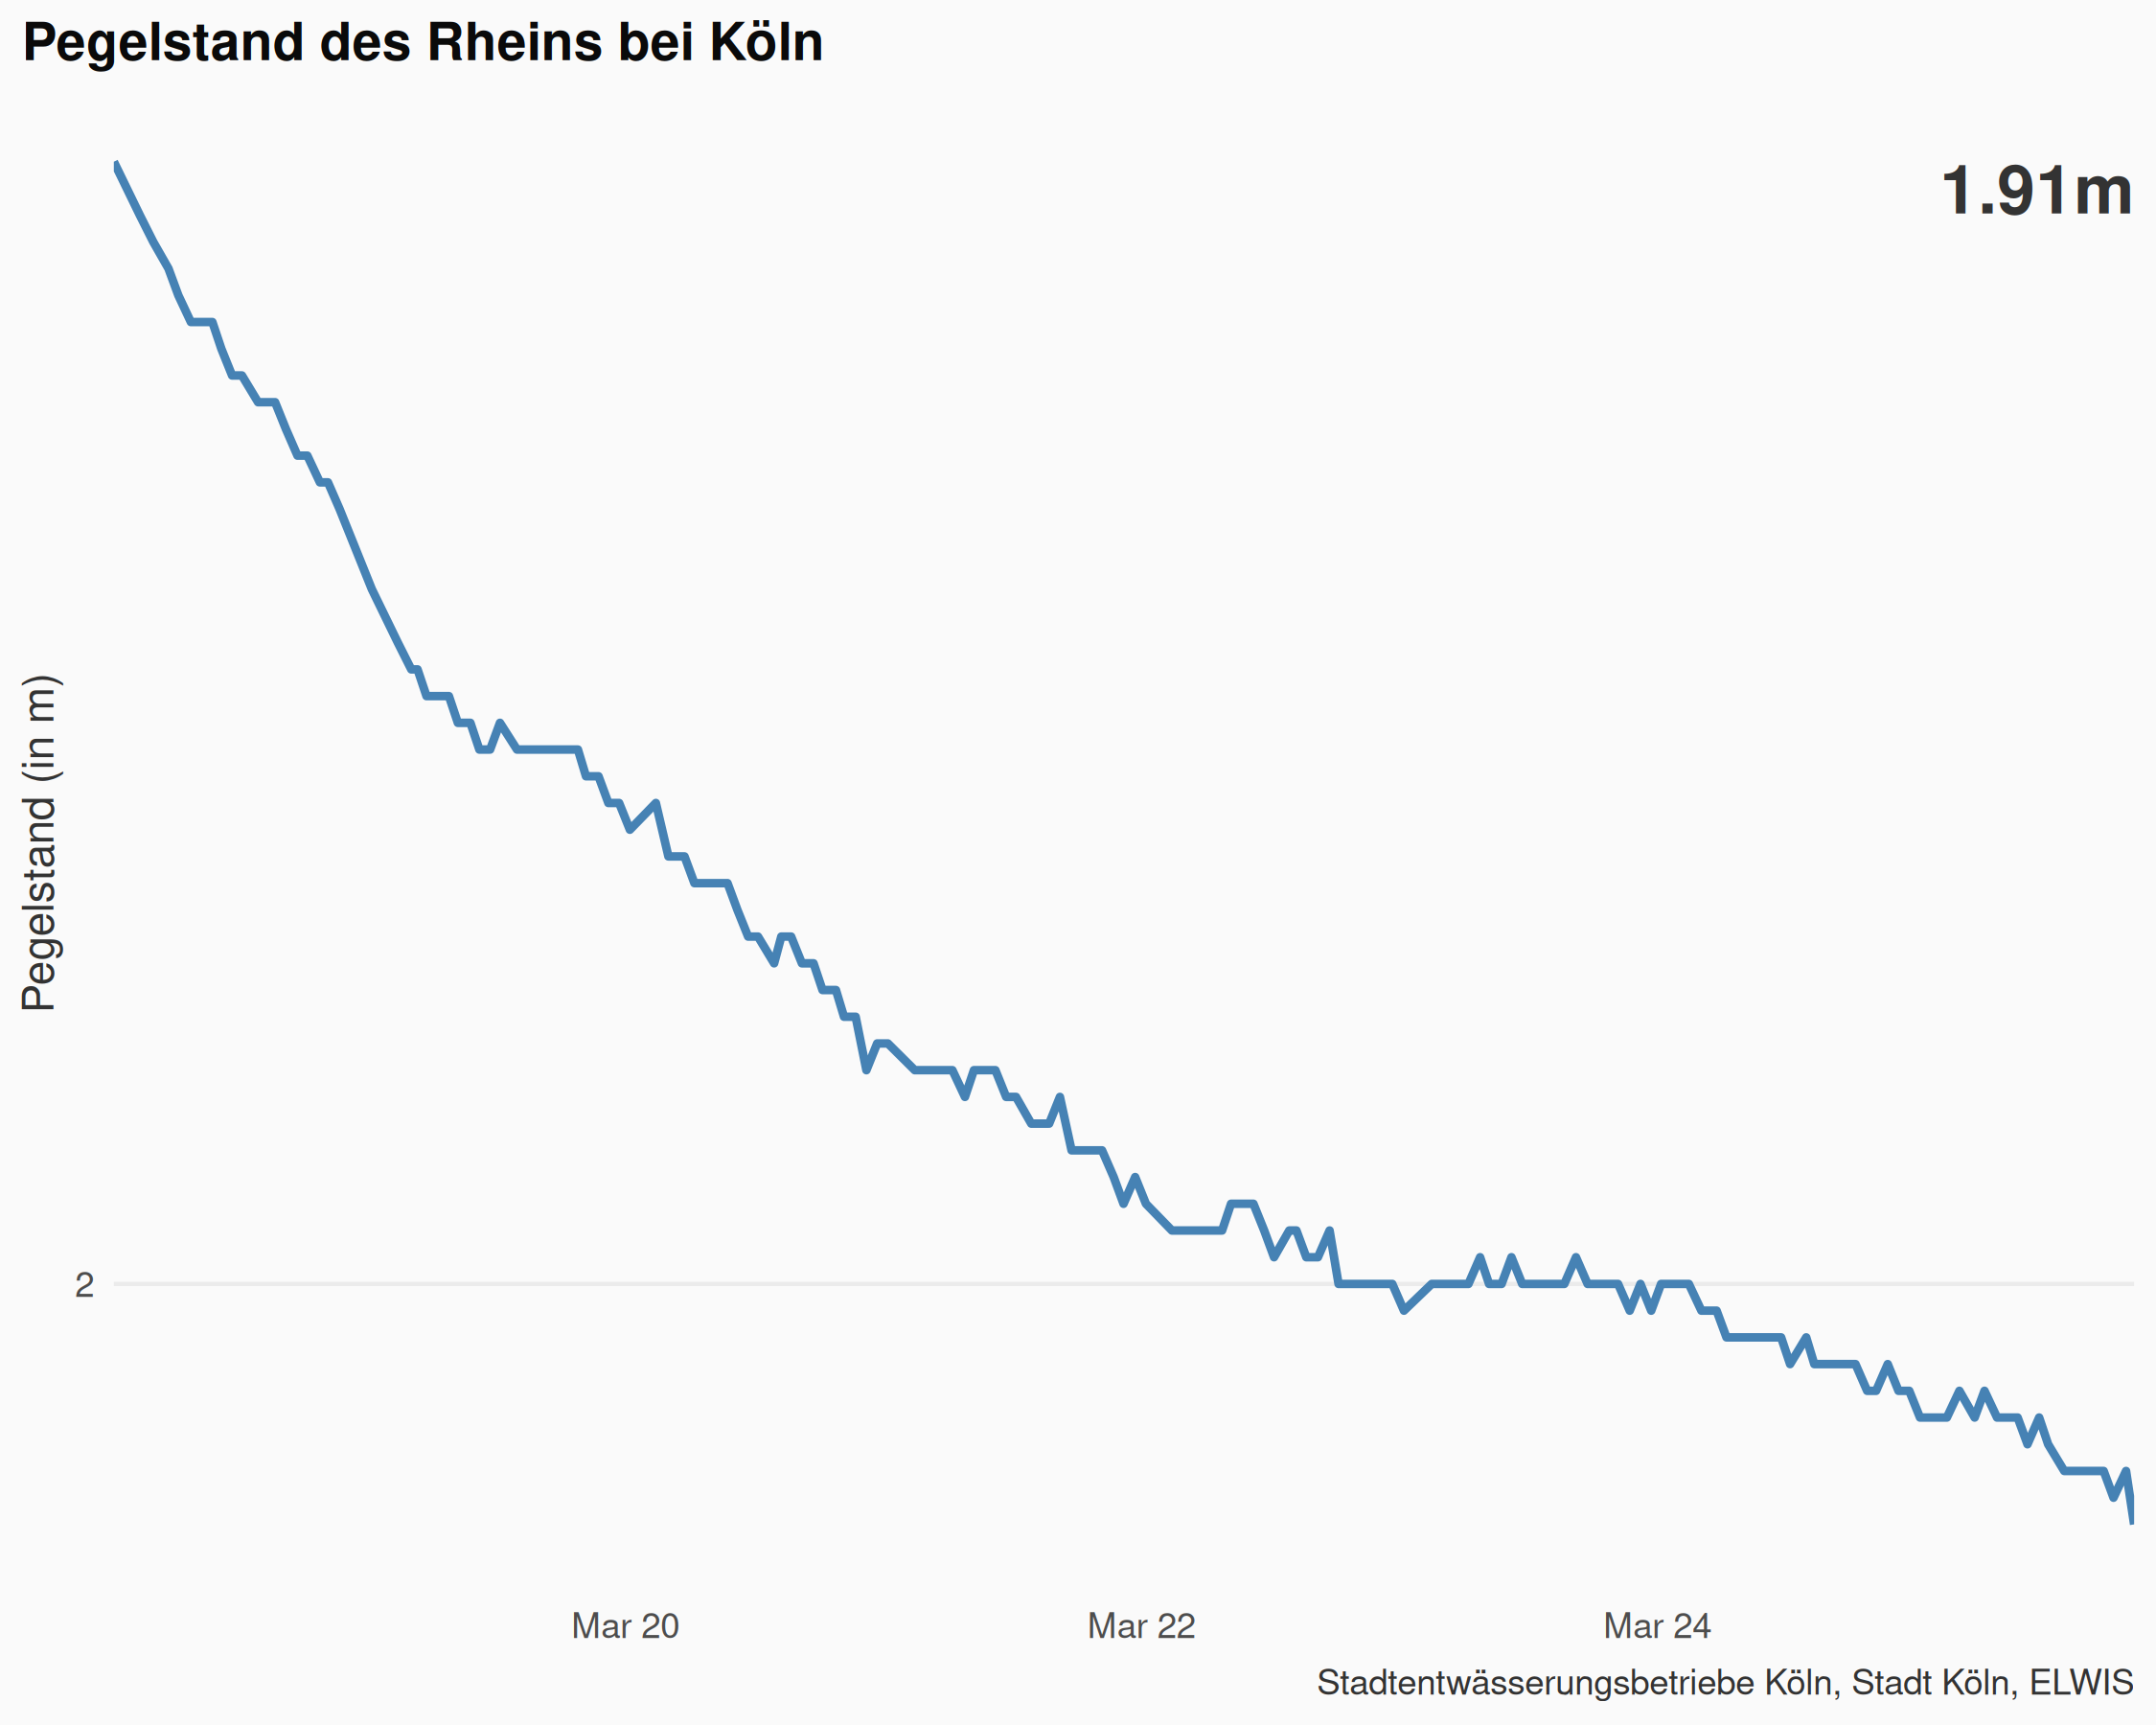 Pegelstand des Rheins bei Köln
1.91m
Pegelstand (in m)
2
Mar 20
Mar 22
Mar 24
Stadtentwässerungsbetriebe Köln, Stadt Köln, ELWIS